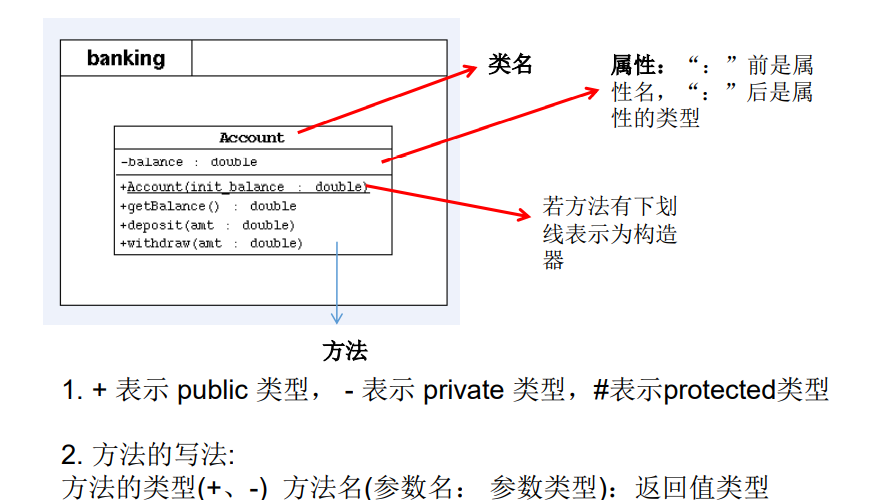 banking
类名
属性：“：”前是属
性名，“：”后是属
性的类型
Account
-balance : double
+Account(init_balance : double)
+getBalance() : double
+deposit(amt : double)
+withdraw(amt : double)
若方法有下划
线表示为构造
器
方法
1. + 表示 public 类型， - 表示 private 类型，#表示protected类型
2. 方法的写法:
方法的类型(+、-) 方法名(参数名： 参数类型)：返回值类型